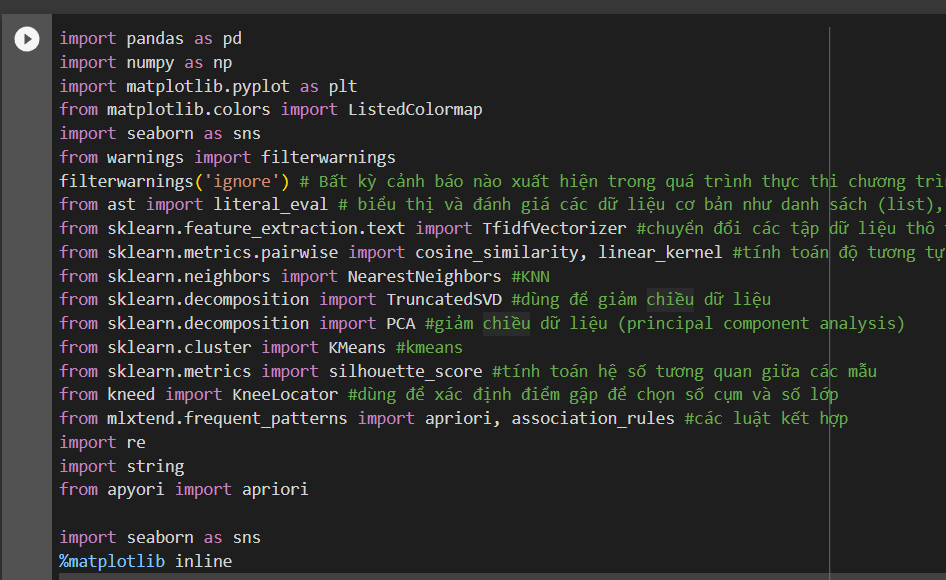 import pandas as pd
import numpy as np
import matplotlib.pyplot as plt
from matplotlib.colors import ListedColormap
import seaborn as sns
from warnings import filterwarnings
filterwarnings('ignore') # Bất kỳ cảnh báo nào xuất hiện trong quá trình thực thi chương
from ast import literal_eval # biểu thị và đánh giá các dữ liệu cơ bản như danh sách (list),
from sklearn.feature_extraction.text import TfidfVectorizer #chuyển đổi các tập dữ liệu thô
from sklearn.metrics.pairwise import cosine_similarity, linear_kernel #tính toán độ tương tự
from sklearn.neighbors import NearestNeighbors #KNN
from sklearn.decomposition import TruncatedSVD #dùng để giảm chiều dữ liệu
from sklearn.decomposition import PCA #giảm chiều dữ liệu (principal component analysis)
from sklearn.cluster import KMeans #kmeans
from sklearn.metrics import silhouette_score #tính toán hệ số tương quan giữa các mẫu
from kneed import KneeLocator #dùng để xác định điểm gập để chọn số cụm và số lớp
from mlxtend.frequent_patterns import apriori, association_rules #các luật kết hợp
import re
import string
from apyori import apriori
import seaborn as sns
%matplotlib inline